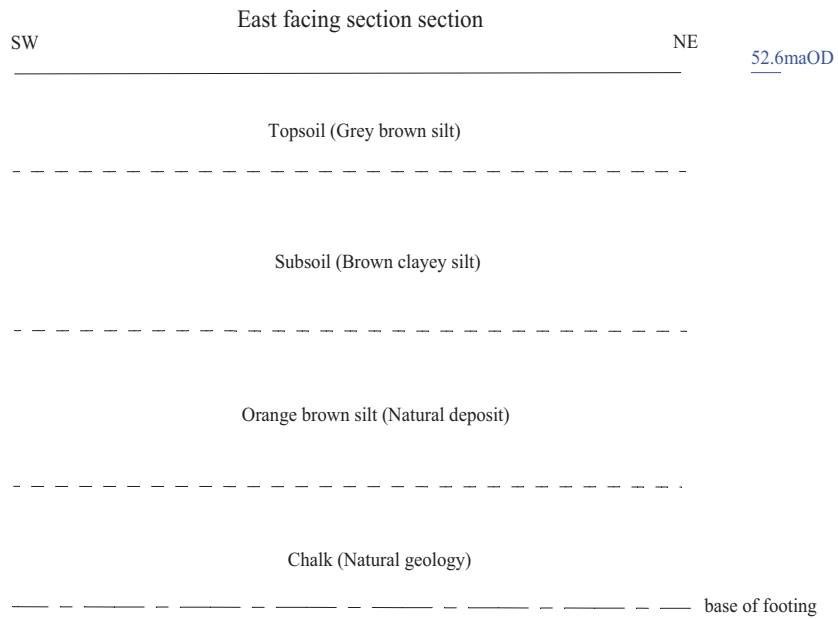 East facing section section
SW
NE
52.6maOD
Topsoil (Grey brown silt)
Subsoil (Brown clayey silt)
Orange brown silt (Natural deposit)
Chalk (Natural geology)
base of footing